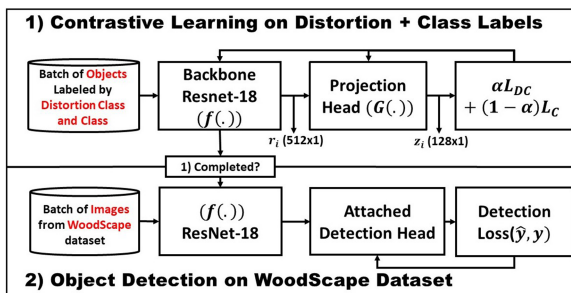 1) Contrastive Learning on Distortion + Class Labels
Batch of Objects
Labeled by
Distortion Class
and Class
Backbone
Resnet-18
(f(.))
r_i (512x1)
Projection
Head (G(.))
z_i (128x1)
αL_DC
+ (1 − α)L_C
1) Completed?
Batch of Images
from WoodScape
dataset
(f(.))
ResNet-18
Attached
Detection Head
Detection
Loss(ŷ, y)
2) Object Detection on WoodScape Dataset